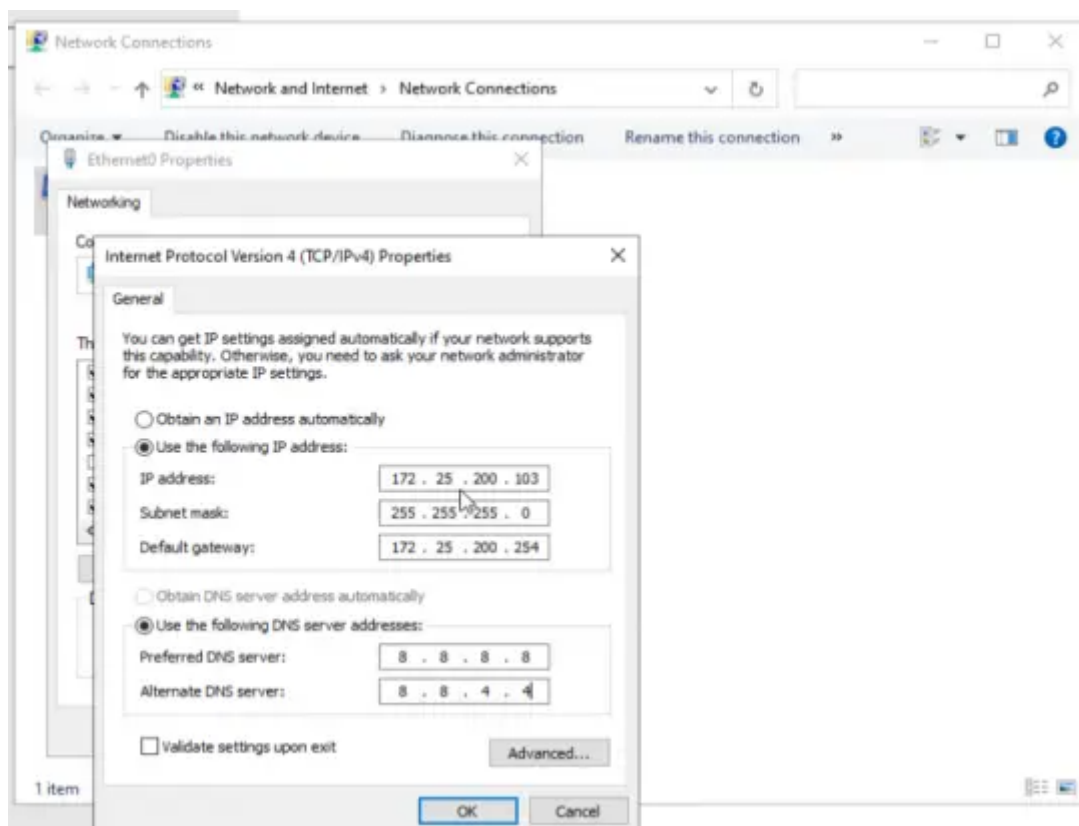 Network Connections
« Network and Internet > Network Connections
Organize Disable this network device Diagnose this connection Rename this connection »
Ethernet0 Properties
Networking
Co
Internet Protocol Version 4 (TCP/IPv4) Properties
General
Th
You can get IP settings assigned automatically if your network supports
this capability. Otherwise, you need to ask your network administrator
for the appropriate IP settings.
Obtain an IP address automatically
Use the following IP address:
IP address: 172 . 25 . 200 . 103
Subnet mask: 255 . 255 . 255 . 0
Default gateway: 172 . 25 . 200 . 254
Obtain DNS server address automatically
Use the following DNS server addresses:
Preferred DNS server: 8 . 8 . 8 . 8
Alternate DNS server: 8 . 8 . 4 . 4
Validate settings upon exit
Advanced...
1 item
OK Cancel